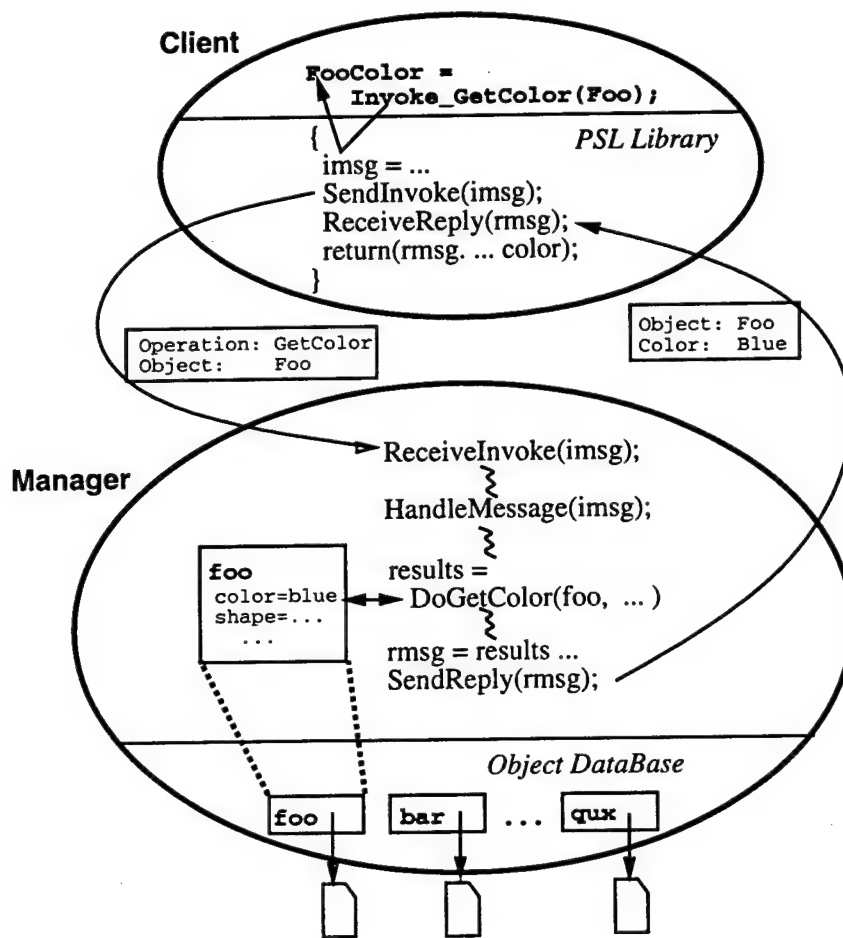 Client
FooColor =
Invoke_GetColor(Foo);
PSL Library
{
imsg = ...
SendInvoke(imsg);
ReceiveReply(rmsg);
return(rmsg. ... color);
}
Operation: GetColor
Object: Foo
Object: Foo
Color: Blue
Manager
ReceiveInvoke(imsg);
HandleMessage(imsg);
foo
color=blue
shape=...
...
results =
DoGetColor(foo, ... )
rmsg = results ...
SendReply(rmsg);
Object DataBase
foo
bar
...
qux